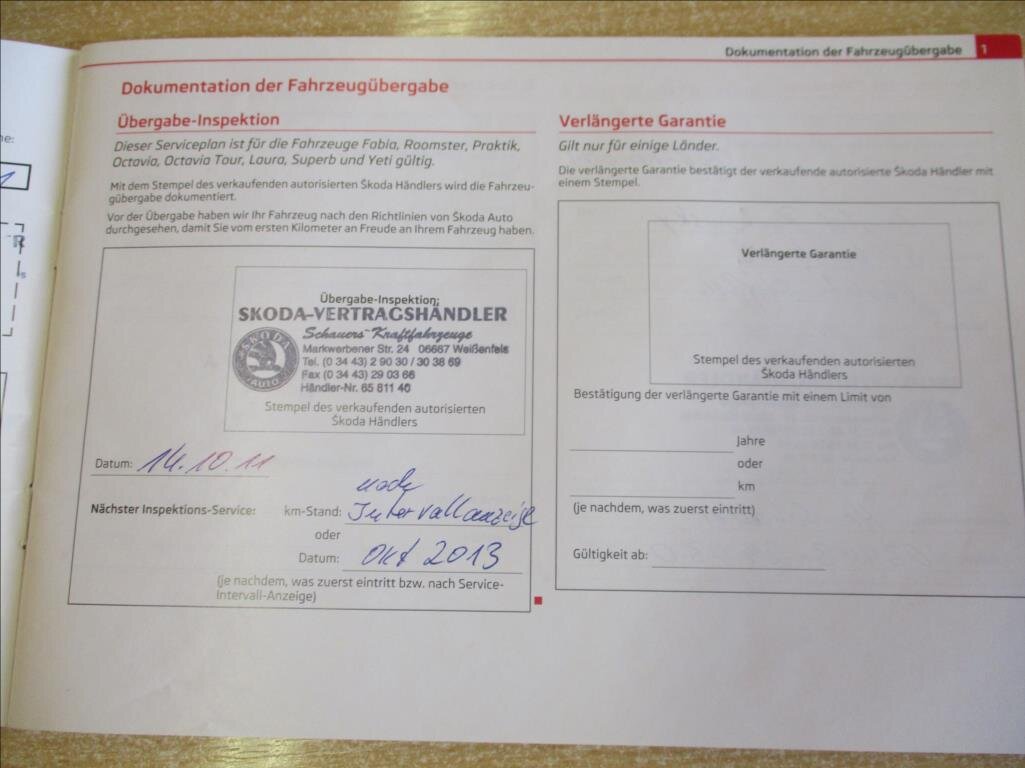 Dokumentation der Fahrzeugübergabe 1
Dokumentation der Fahrzeugübergabe
Übergabe-Inspektion
Dieser Serviceplan ist für die Fahrzeuge Fabia, Roomster, Praktik,
Octavia, Octavia Tour, Laura, Superb und Yeti gültig.
Mit dem Stempel des verkaufenden autorisierten Škoda Händlers wird die Fahrzeu-
gübergabe dokumentiert.
Vor der Übergabe haben wir Ihr Fahrzeug nach den Richtlinien von Škoda Auto
durchgesehen, damit Sie vom ersten Kilometer an Freude an Ihrem Fahrzeug haben.
Übergabe-Inspektion:
SKODA-VERTRAGSHÄNDLER
Schauers Kraftfahrzeuge
Markwerbener Str. 24 06667 Weißenfels
Tel. (0 34 43) 2 90 30 / 30 38 69
Fax (0 34 43) 29 03 66
Händler-Nr. 65 811 40
SKODA
AUTO
Stempel des verkaufenden autorisierten
Škoda Händlers
Datum: 14.10.11
Nächster Inspektions-Service: km-Stand: nach
Intervallanzeige
oder
Datum: Okt 2013
(je nachdem, was zuerst eintritt bzw. nach Service-
Intervall-Anzeige)
Verlängerte Garantie
Gilt nur für einige Länder.
Die verlängerte Garantie bestätigt der verkaufende autorisierte Škoda Händler mit
einem Stempel.
Verlängerte Garantie
Stempel des verkaufenden autorisierten
Škoda Händlers
Bestätigung der verlängerte Garantie mit einem Limit von
Jahre
oder
km
(je nachdem, was zuerst eintritt)
Gültigkeit ab: